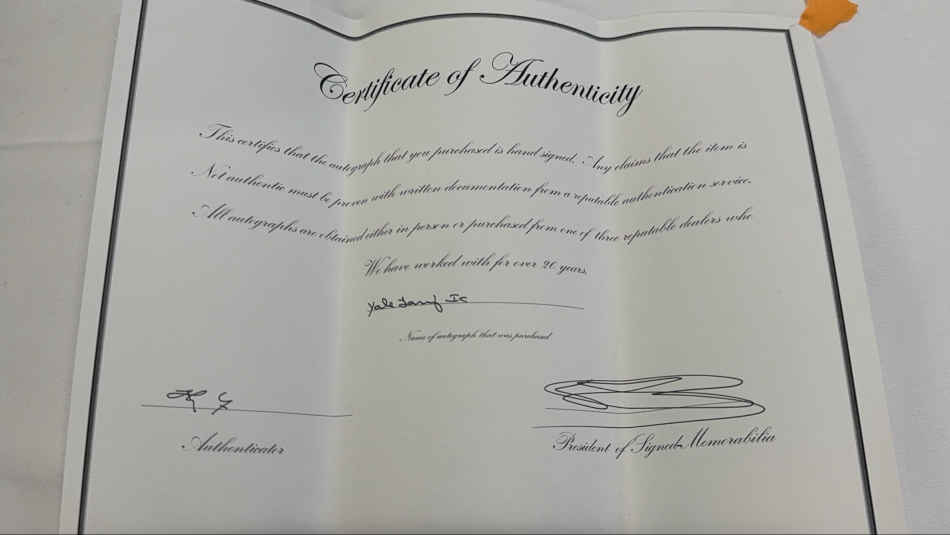 Certificate of Authenticity
This certifies that the autograph that you purchased is hand signed. Any claims that the item is
Not authentic must be proven with written documentation from a reputable authentication service.
All autographs are obtained either in person or purchased from one of three reputable dealers who
We have worked with for over 20 years.
Yale
Name of autograph that was purchased
Authenticator
President of Signed Memorabilia